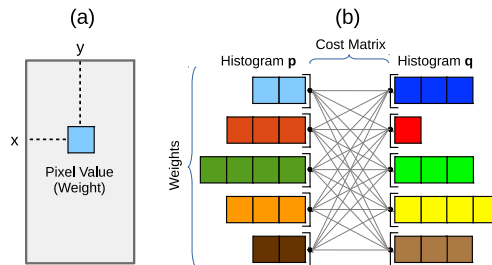 (a)
y
x
Pixel Value
(Weight)
(b)
Cost Matrix
Histogram p
Histogram q
Weights